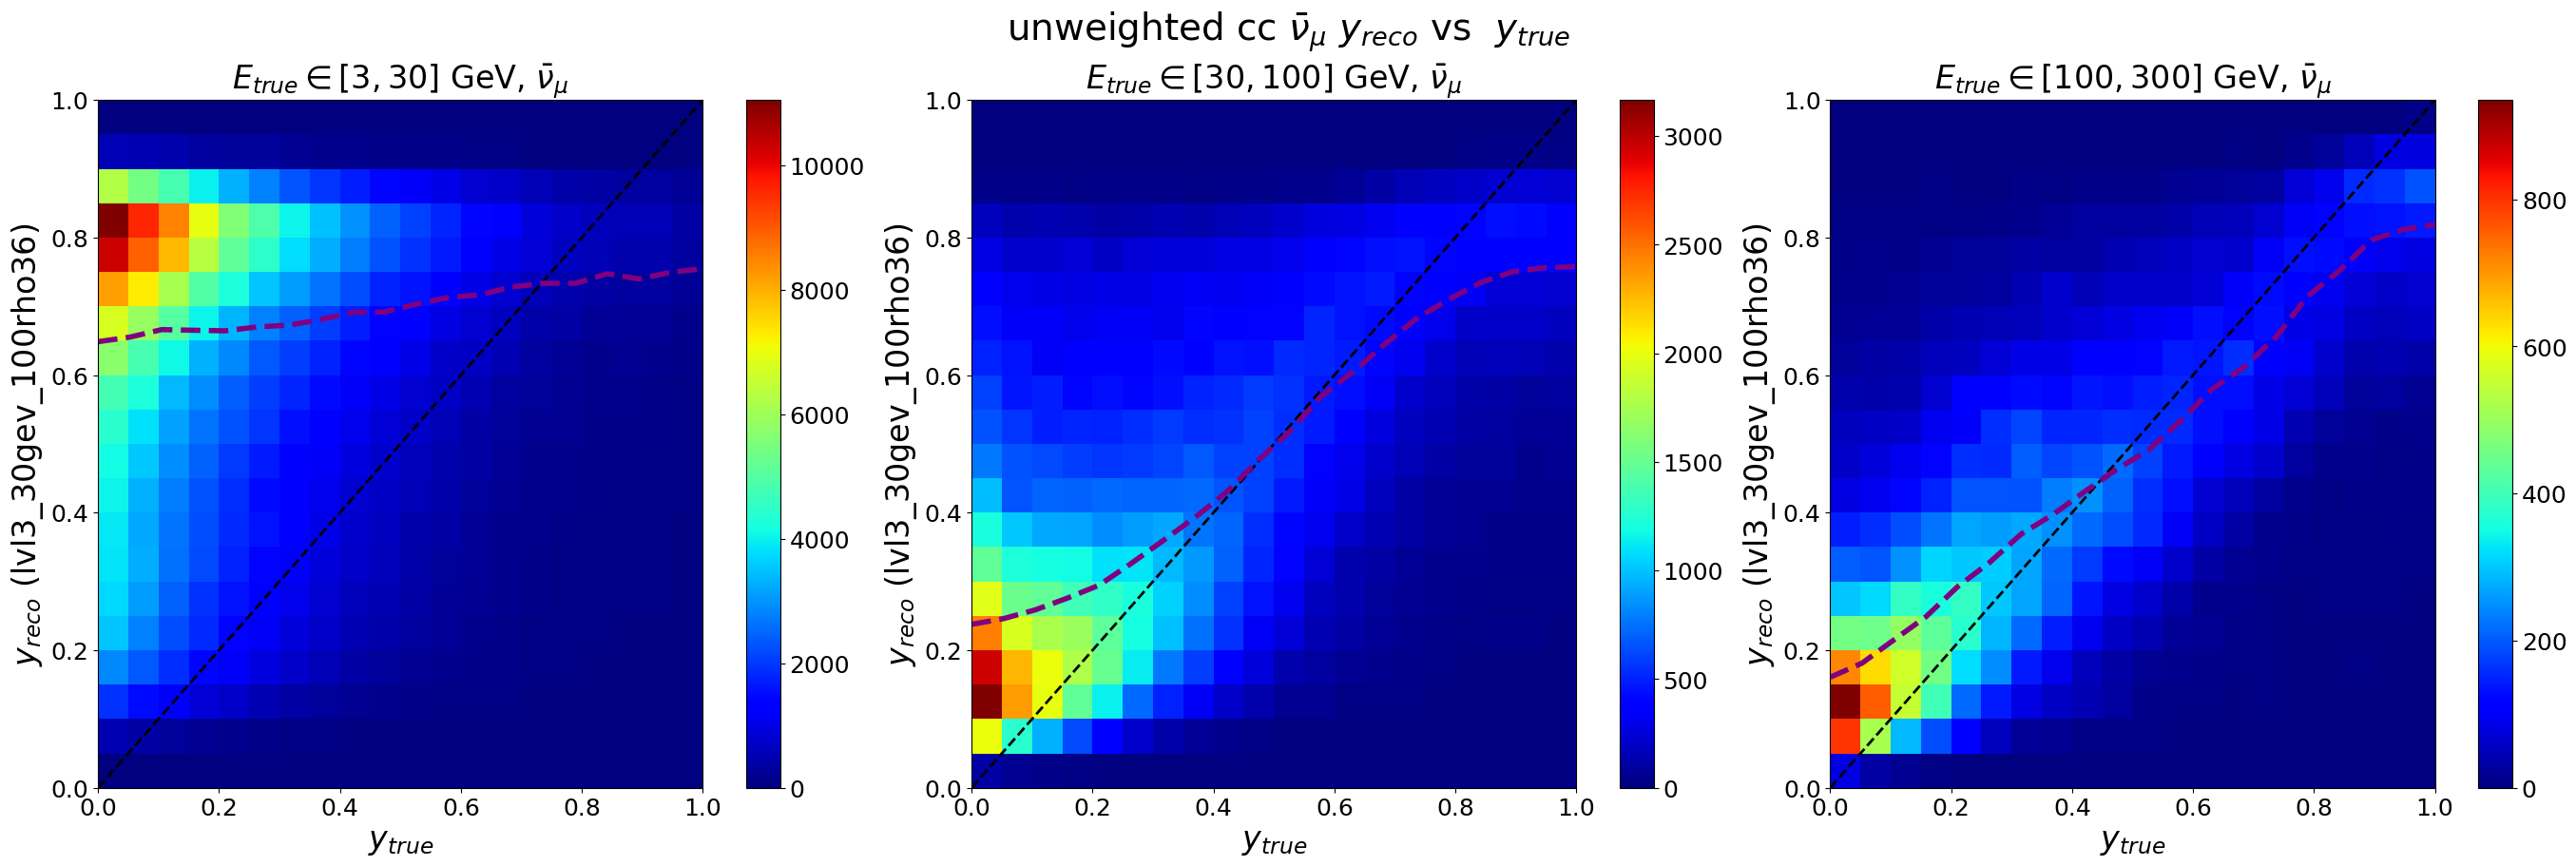 unweighted cc ν̄_μ y_reco vs y_true
E_true ∈ [3, 30] GeV, ν̄_μ
1.0
0.8
0.6
0.4
0.2
0.0
0.0 0.2 0.4 0.6 0.8 1.0
y_reco (lvl3_30gev_100rho36)
y_true
10000
8000
6000
4000
2000
0
E_true ∈ [30, 100] GeV, ν̄_μ
1.0
0.8
0.6
0.4
0.2
0.0
0.0 0.2 0.4 0.6 0.8 1.0
y_reco (lvl3_30gev_100rho36)
y_true
3000
2500
2000
1500
1000
500
0
E_true ∈ [100, 300] GeV, ν̄_μ
1.0
0.8
0.6
0.4
0.2
0.0
0.0 0.2 0.4 0.6 0.8 1.0
y_reco (lvl3_30gev_100rho36)
y_true
800
600
400
200
0